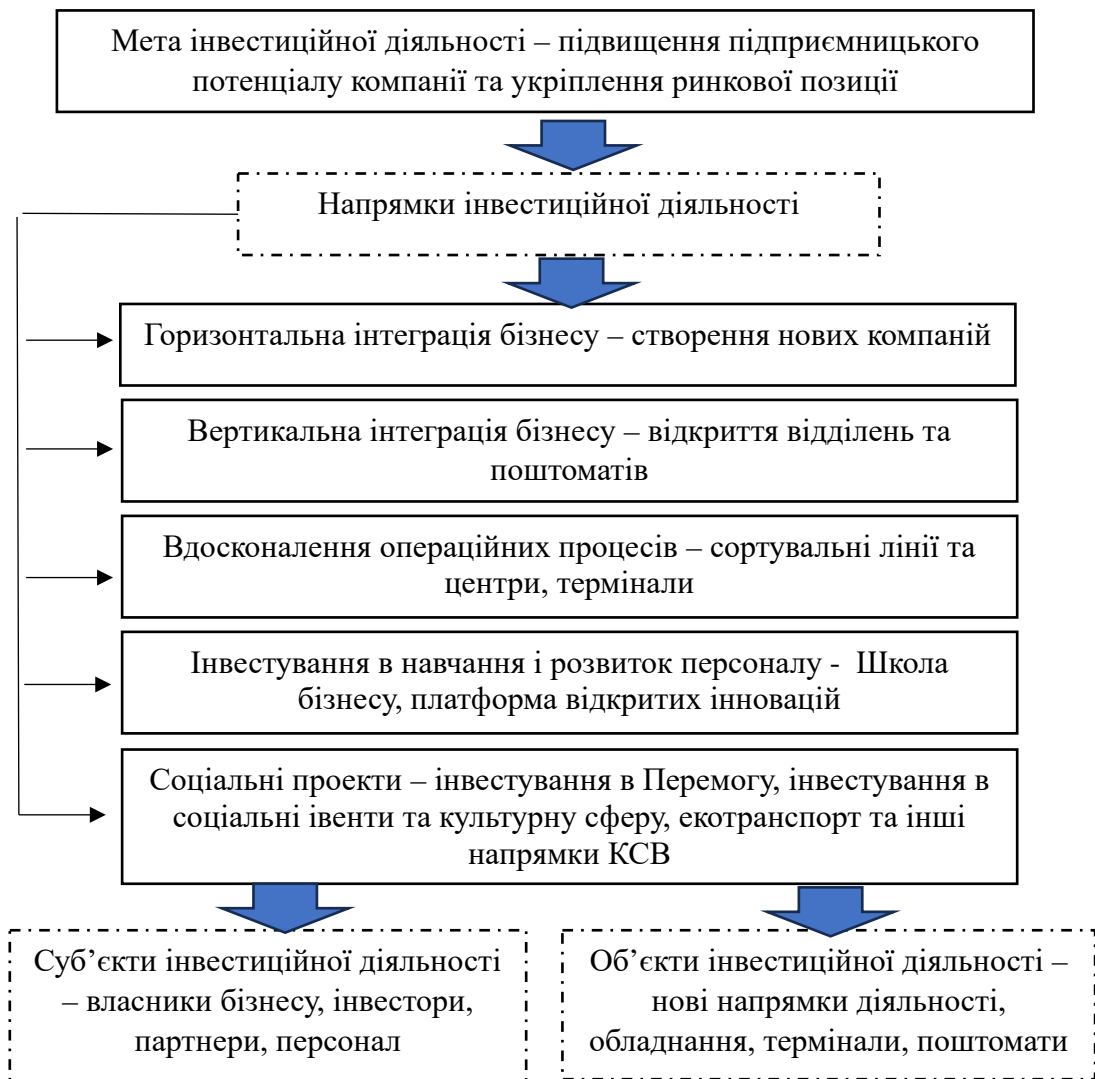 Мета інвестиційної діяльності – підвищення підприємницького
потенціалу компанії та укріплення ринкової позиції
Напрямки інвестиційної діяльності
Горизонтальна інтеграція бізнесу – створення нових компаній
Вертикальна інтеграція бізнесу – відкриття відділень та
поштоматів
Вдосконалення операційних процесів – сортувальні лінії та
центри, термінали
Інвестування в навчання і розвиток персоналу - Школа
бізнесу, платформа відкритих інновацій
Соціальні проекти – інвестування в Перемогу, інвестування в
соціальні івенти та культурну сферу, екотранспорт та інші
напрямки КСВ
Суб’єкти інвестиційної діяльності
– власники бізнесу, інвестори,
партнери, персонал
Об’єкти інвестиційної діяльності –
нові напрямки діяльності,
обладнання, термінали, поштомати